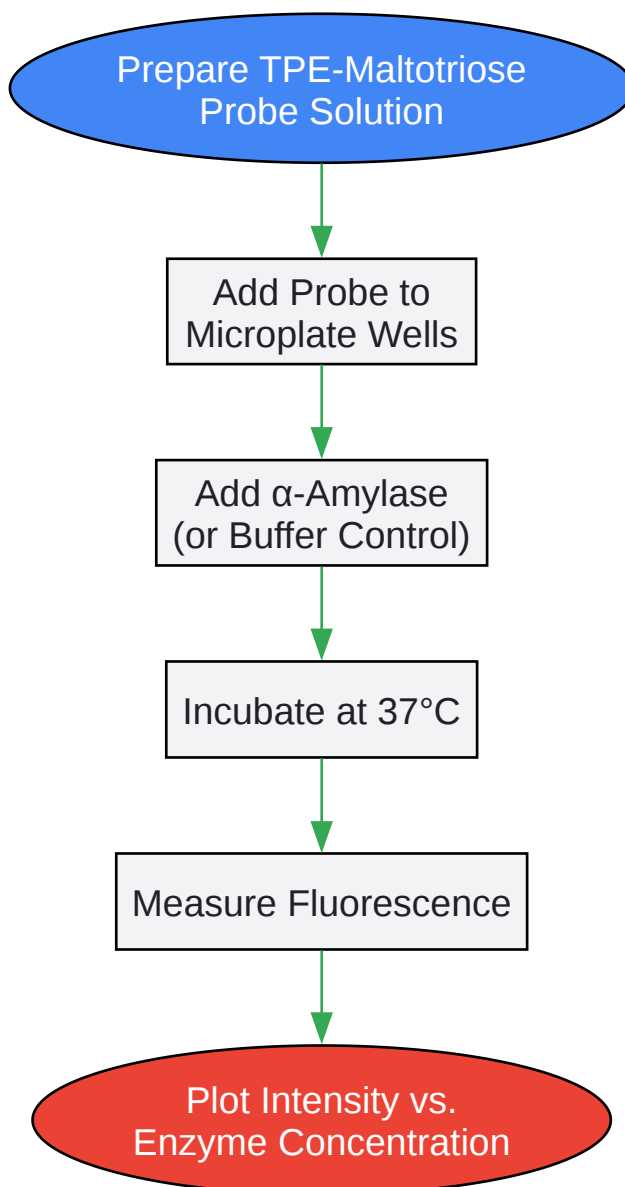 Prepare TPE-Maltotriose
Probe Solution
Add Probe to
Microplate Wells
Add α-Amylase
(or Buffer Control)
Incubate at 37°C
Measure Fluorescence
Plot Intensity vs.
Enzyme Concentration